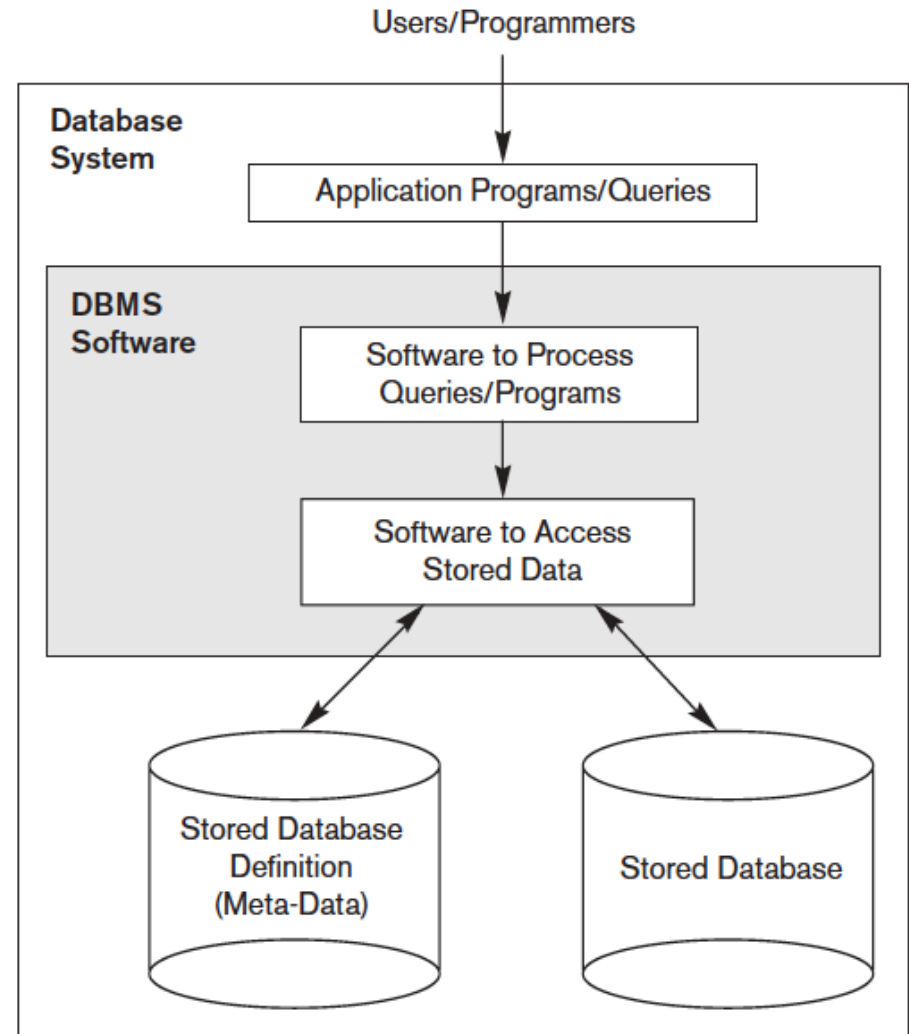 Users/Programmers
Database
System
Application Programs/Queries
DBMS
Software
Software to Process
Queries/Programs
Software to Access
Stored Data
Stored Database
Definition
(Meta-Data)
Stored Database